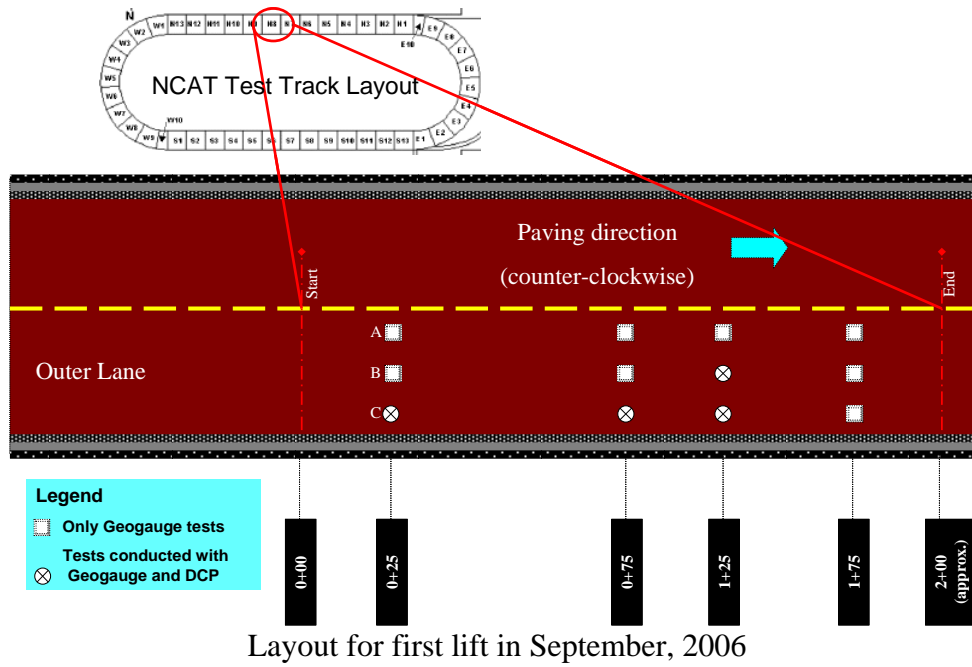 N
W1 N13 N12 N11 N10 N9 N8 N7 N6 N5 N4 N3 N2 N1 E9
W2 E10 E8
W3 E7
W4 E6
W5 E5
W6 E4
W7 E3
W8 E2
W9 W10 S1 S2 S3 S4 S5 S6 S7 S8 S9 S10 S11 S12 S13 E1
NCAT Test Track Layout
Paving direction
(counter-clockwise)
Start
End
A
Outer Lane
B
C
Legend
Only Geogauge tests
Tests conducted with
Geogauge and DCP
0+00
0+25
0+75
1+25
1+75
2+00
(approx.)
Layout for first lift in September, 2006